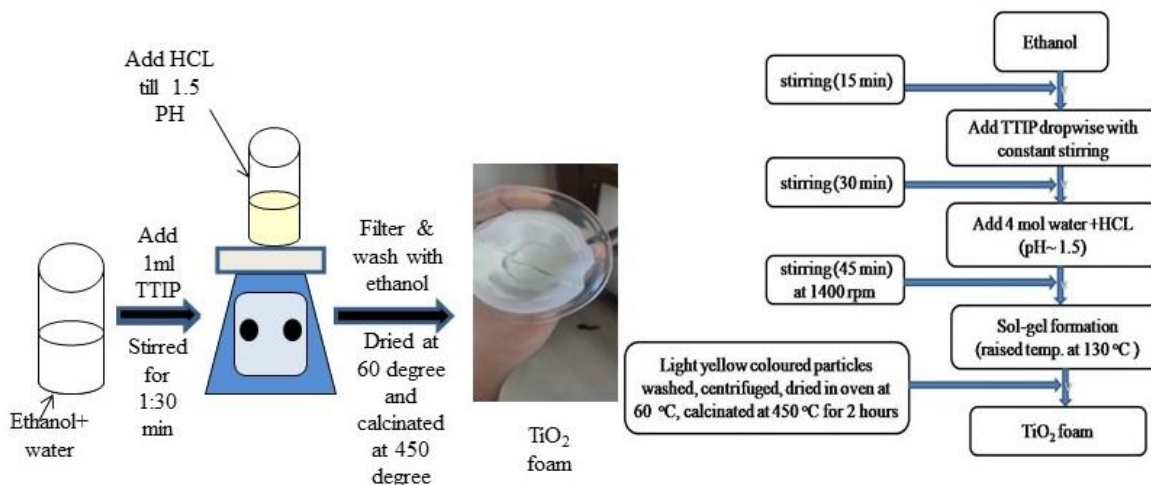 Add HCL
till 1.5
PH
Add
1ml
TTIP
Stirred
for
1:30
min
Ethanol+
water
Filter &
wash with
ethanol
Dried at
60 degree
and
calcinated
at 450
degree
TiO₂
foam
Ethanol
stirring (15 min)
Add TTIP dropwise with
constant stirring
stirring (30 min)
Add 4 mol water +HCL
(pH~ 1.5)
stirring (45 min)
at 1400 rpm
Sol-gel formation
(raised temp. at 130 °C )
Light yellow coloured particles
washed, centrifuged, dried in oven at
60 °C, calcinated at 450 °C for 2 hours
TiO₂ foam